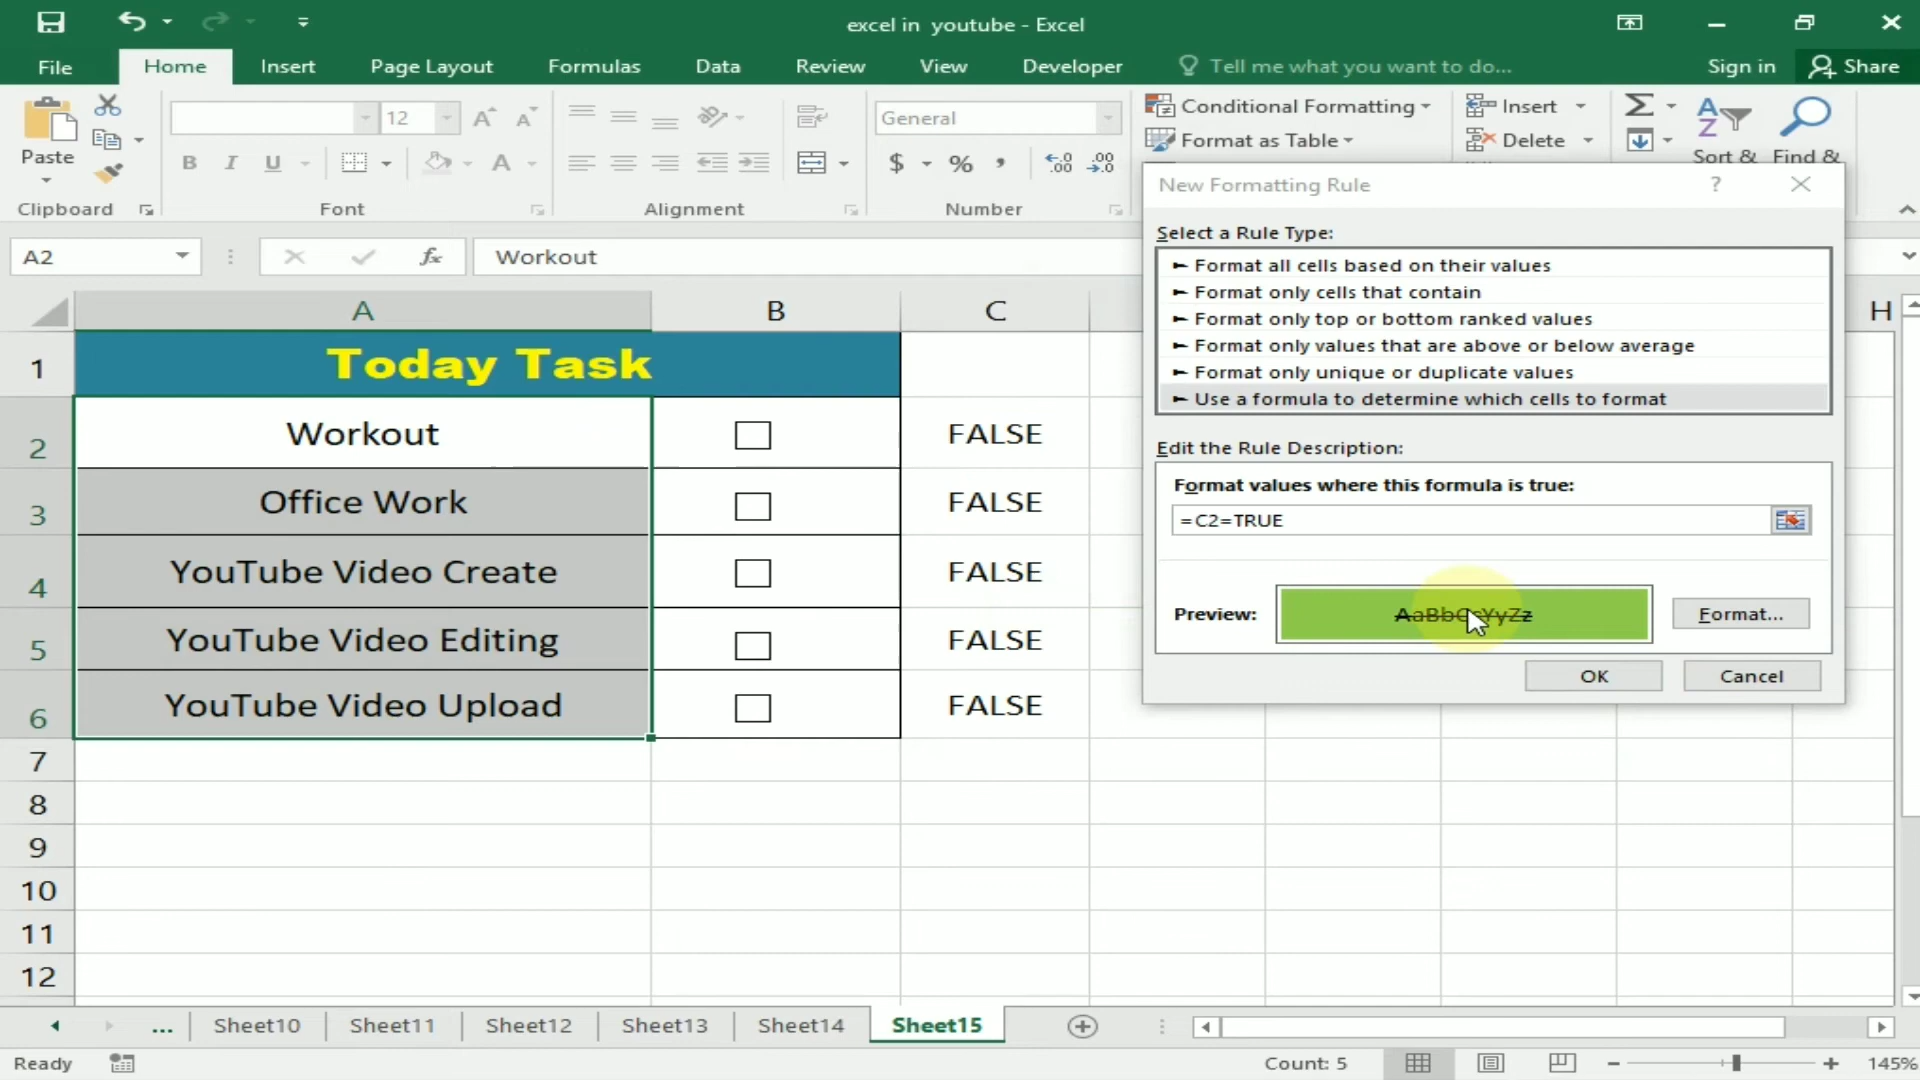 excel in youtube - Excel
File Home Insert Page Layout Formulas Data Review View Developer Tell me what you want to do... Sign in Share
Paste
12
B I U A
General
$ % , .00
Conditional Formatting
Format as Table
Insert
Delete
Sort & Find &
Clipboard Font Alignment Number
A2 fx Workout
A B C H
1 Today Task
2 Workout FALSE
3 Office Work FALSE
4 YouTube Video Create FALSE
5 YouTube Video Editing FALSE
6 YouTube Video Upload FALSE
7
8
9
10
11
12
New Formatting Rule ?
Select a Rule Type:
► Format all cells based on their values
► Format only cells that contain
► Format only top or bottom ranked values
► Format only values that are above or below average
► Format only unique or duplicate values
► Use a formula to determine which cells to format
Edit the Rule Description:
Format values where this formula is true:
=C2=TRUE
Preview: AaBbCcYyZz Format...
OK Cancel
... Sheet10 Sheet11 Sheet12 Sheet13 Sheet14 Sheet15
Ready Count: 5 145%